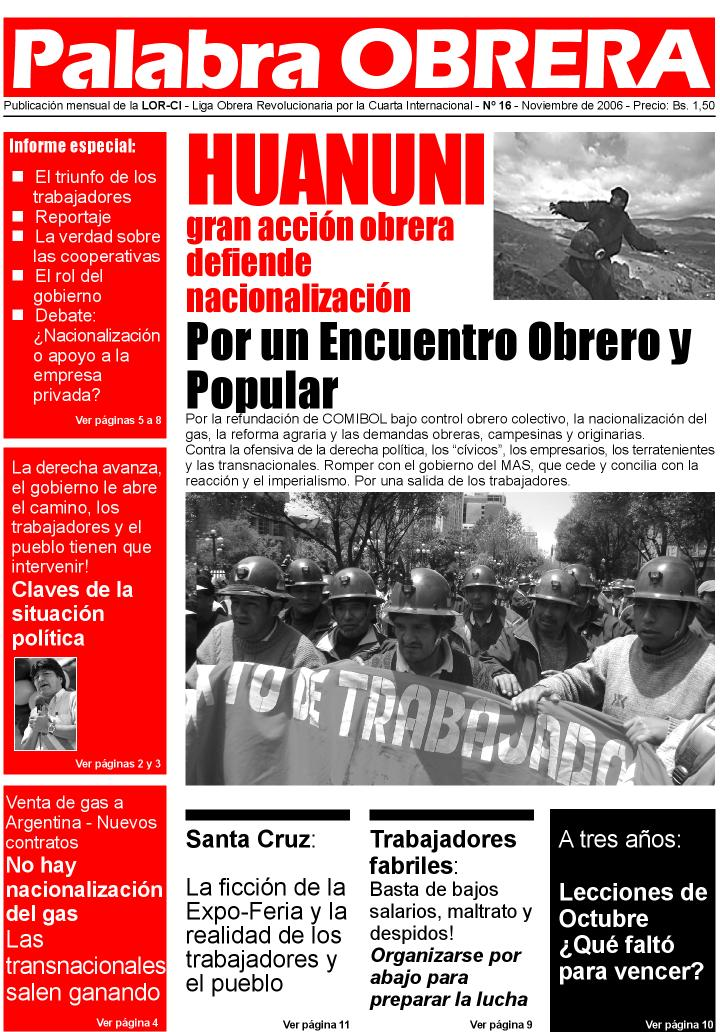 Palabra OBRERA
Publicación mensual de la LOR-CI - Liga Obrera Revolucionaria por la Cuarta Internacional - Nº 16 - Noviembre de 2006 - Precio: Bs. 1,50
Informe especial:
El triunfo de los
trabajadores
Reportaje
La verdad sobre
las cooperativas
El rol del
gobierno
Debate:
¿Nacionalización
o apoyo a la
empresa
privada?
Ver páginas 5 a 8
La derecha avanza,
el gobierno le abre
el camino, los
trabajadores y el
pueblo tienen que
intervenir!
Claves de la
situación
política
Ver páginas 2 y 3
Venta de gas a
Argentina - Nuevos
contratos
No hay
nacionalización
del gas
Las
transnacionales
salen ganando
Ver página 4
HUANUNI
gran acción obrera
defiende
nacionalización
Por un Encuentro Obrero y
Popular
Por la refundación de COMIBOL bajo control obrero colectivo, la nacionalización del
gas, la reforma agraria y las demandas obreras, campesinas y originarias.
Contra la ofensiva de la derecha política, los “cívicos”, los empresarios, los terratenientes
y las transnacionales. Romper con el gobierno del MAS, que cede y concilia con la
reacción y el imperialismo. Por una salida de los trabajadores.
XTO DE TRABAJADO
Santa Cruz:
La ficción de la
Expo-Feria y la
realidad de los
trabajadores y
el pueblo
Ver página 11
Trabajadores
fabriles:
Basta de bajos
salarios, maltrato y
despidos!
Organizarse por
abajo para
preparar la lucha
Ver página 9
A tres años:
Lecciones de
Octubre
¿Qué faltó
para vencer?
Ver página 10